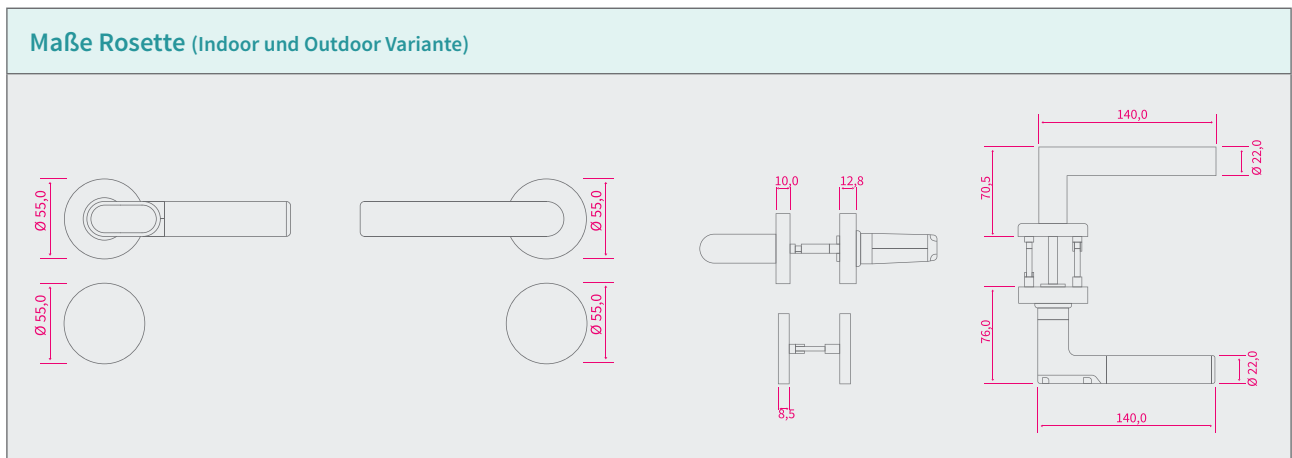 Maße Rosette (Indoor und Outdoor Variante)
Ø 55,0
Ø 55,0
Ø 55,0
Ø 55,0
10,0
12,8
8,5
140,0
Ø 22,0
70,5
76,0
Ø 22,0
140,0